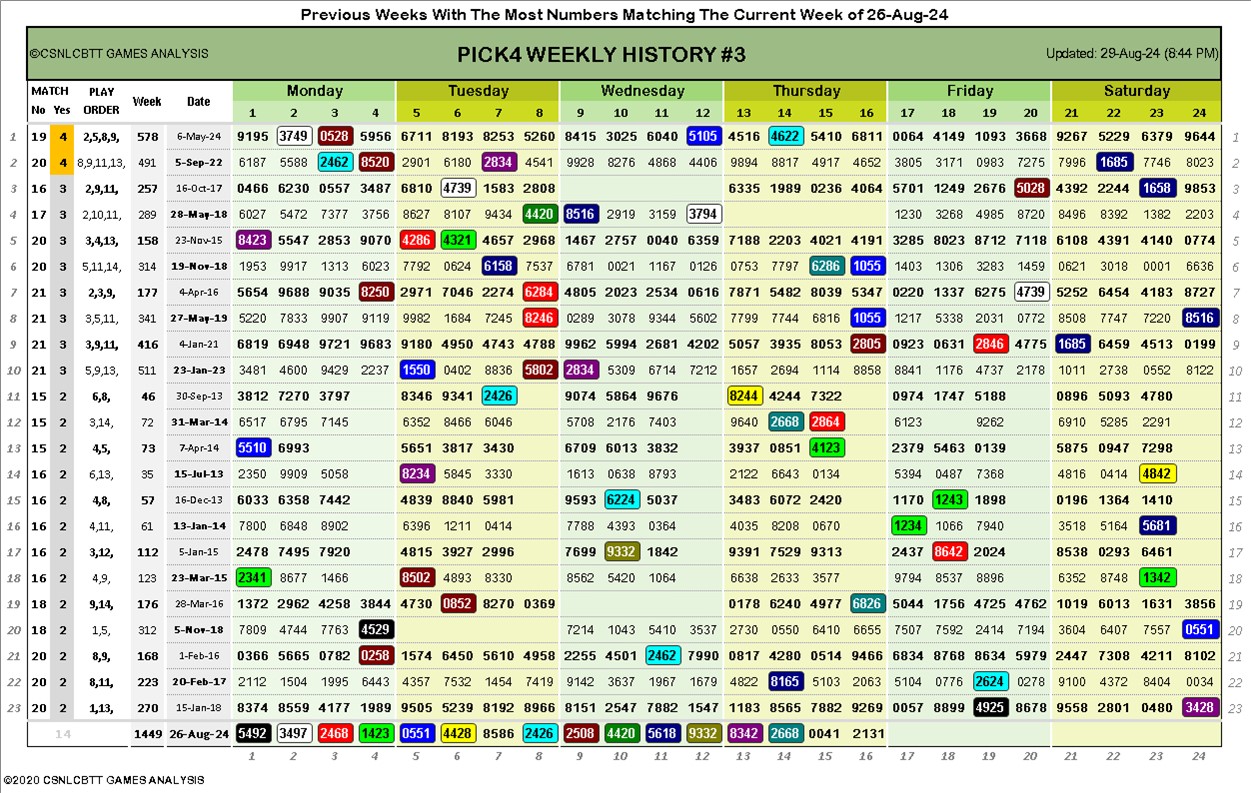 Previous Weeks With The Most Numbers Matching The Current Week of 26-Aug-24
©CSNLCBTT GAMES ANALYSIS PICK4 WEEKLY HISTORY #3 Updated: 29-Aug-24 (8:44 PM)
MATCH PLAY Week Date Monday Tuesday Wednesday Thursday Friday Saturday
No Yes ORDER 1 2 3 4 5 6 7 8 9 10 11 12 13 14 15 16 17 18 19 20 21 22 23 24
1 19 4 2,5,8,9, 578 6-May-24 9195 3749 0528 5956 6711 8193 8253 5260 8415 3025 6040 5105 4516 4622 5410 6811 0064 4149 1093 3668 9267 5229 6379 9644 1
2 20 4 8,9,11,13, 491 5-Sep-22 6187 5588 2462 8520 2901 6180 2834 4541 9928 8276 4868 4406 9894 8817 4917 4652 3805 3171 0983 7275 7996 1685 7746 8023 2
3 16 3 2,9,11, 257 16-Oct-17 0466 6230 0557 3487 6810 4739 1583 2808 6335 1989 0236 4064 5701 1249 2676 5028 4392 2244 1658 9853 3
4 17 3 2,10,11, 289 28-May-18 6027 5472 7377 3756 8627 8107 9434 4420 8516 2919 3159 3794 1230 3268 4985 8720 8496 8392 1382 2203 4
5 20 3 3,4,13, 158 23-Nov-15 8423 5547 2853 9070 4286 4321 4657 2968 1467 2757 0040 6359 7188 2203 4021 4191 3285 8023 8712 7118 6108 4391 4140 0774 5
6 20 3 5,11,14, 314 19-Nov-18 1953 9917 1313 6023 7792 0624 6158 7537 6781 0021 1167 0126 0753 7797 6286 1055 1403 1306 3283 1459 0621 3018 0001 6636 6
7 21 3 2,3,9, 177 4-Apr-16 5654 9688 9035 8250 2971 7046 2274 6284 4805 2023 2534 0616 7871 5482 8039 5347 0220 1337 6275 4739 5252 6454 4183 8727 7
8 21 3 3,5,11, 341 27-May-19 5220 7833 9907 9119 9982 1684 7245 8246 0289 3078 9344 5602 7799 7744 6816 1055 1217 5338 2031 0772 8508 7747 7220 8516 8
9 21 3 3,9,11, 416 4-Jan-21 6819 6948 9721 9683 9180 4950 4743 4788 9962 5994 2681 4202 5057 3935 8053 2805 0923 0631 2846 4775 1685 6459 4513 0199 9
10 21 3 5,9,13, 511 23-Jan-23 3481 4600 9429 2237 1550 0402 8836 5802 2834 5309 6714 7212 1657 2694 1114 8858 8841 1176 4737 2178 1011 2738 0552 8122 10
11 15 2 6,8, 46 30-Sep-13 3812 7270 3797 8346 9341 2426 9074 5864 9676 8244 4244 7322 0974 1747 5188 0896 5093 4780 11
12 15 2 3,14, 72 31-Mar-14 6517 6795 7145 6352 8466 6046 5708 2176 7403 9640 2668 2864 6123 9262 6910 5285 2291 12
13 15 2 4,5, 73 7-Apr-14 5510 6993 5651 3817 3430 6709 6013 3832 3937 0851 4123 2379 5463 0139 5875 0947 7298 13
14 16 2 6,13, 35 15-Jul-13 2350 9909 5058 8234 5845 3330 1613 0638 8793 2122 6643 0134 5394 0487 7368 4816 0414 4842 14
15 16 2 4,8, 57 16-Dec-13 6033 6358 7442 4839 8840 5981 9593 6224 5037 3483 6072 2420 1170 1243 1898 0196 1364 1410 15
16 16 2 4,11, 61 13-Jan-14 7800 6848 8902 6396 1211 0414 7788 4393 0364 4035 8208 0670 1234 1066 7940 3518 5164 5681 16
17 16 2 3,12, 112 5-Jan-15 2478 7495 7920 4815 3927 2996 7699 9332 1842 9391 7529 9313 2437 8642 2024 8538 0293 6461 17
18 16 2 4,9, 123 23-Mar-15 2341 8677 1466 8502 4893 8330 8562 5420 1064 6638 2633 3577 9794 8537 8896 6352 8748 1342 18
19 18 2 9,14, 176 28-Mar-16 1372 2962 4258 3844 4730 0852 8270 0369 0178 6240 4977 6826 5044 1756 4725 4762 1019 6013 1631 3856 19
20 18 2 1,5, 312 5-Nov-18 7809 4744 7763 4529 7214 1043 5410 3537 2730 0550 6410 6655 7507 7592 2414 7194 3604 6407 7557 0551 20
21 20 2 8,9, 168 1-Feb-16 0366 5665 0782 0258 1574 6450 5610 4958 2255 4501 2462 7990 0817 4280 0514 9466 6834 8768 8634 5979 2447 7308 4211 8102 21
22 20 2 8,11, 223 20-Feb-17 2112 1504 1995 6443 4357 7532 1454 7419 9142 3637 1967 1679 4822 8165 5103 2063 5104 0776 2624 0278 9100 4372 8404 0034 22
23 20 2 1,13, 270 15-Jan-18 8374 8559 4177 1989 9505 5239 8192 8966 8151 2547 7882 1547 1183 8565 7882 9269 0057 8899 4925 8678 9558 2801 0480 3428 23
14 1449 26-Aug-24 5492 3497 2468 1423 0551 4428 8586 2426 2508 4420 5618 9332 8342 2668 0041 2131
1 2 3 4 5 6 7 8 9 10 11 12 13 14 15 16 17 18 19 20 21 22 23 24
©2020 CSNLCBTT GAMES ANALYSIS